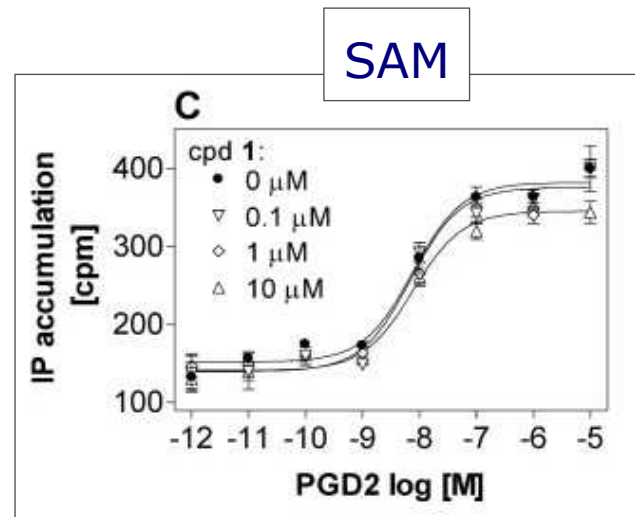 SAM
C
cpd 1:
0 μM
0.1 μM
1 μM
10 μM
IP accumulation
[cpm]
400
300
200
100
-12 -11 -10 -9 -8 -7 -6 -5
PGD2 log [M]